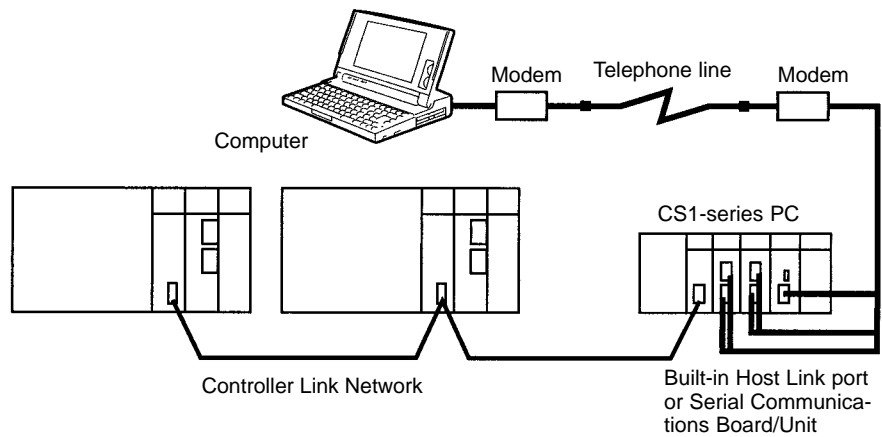 Modem
Telephone line
Modem
Computer
CS1-series PC
Controller Link Network
Built-in Host Link port
or Serial Communica-
tions Board/Unit